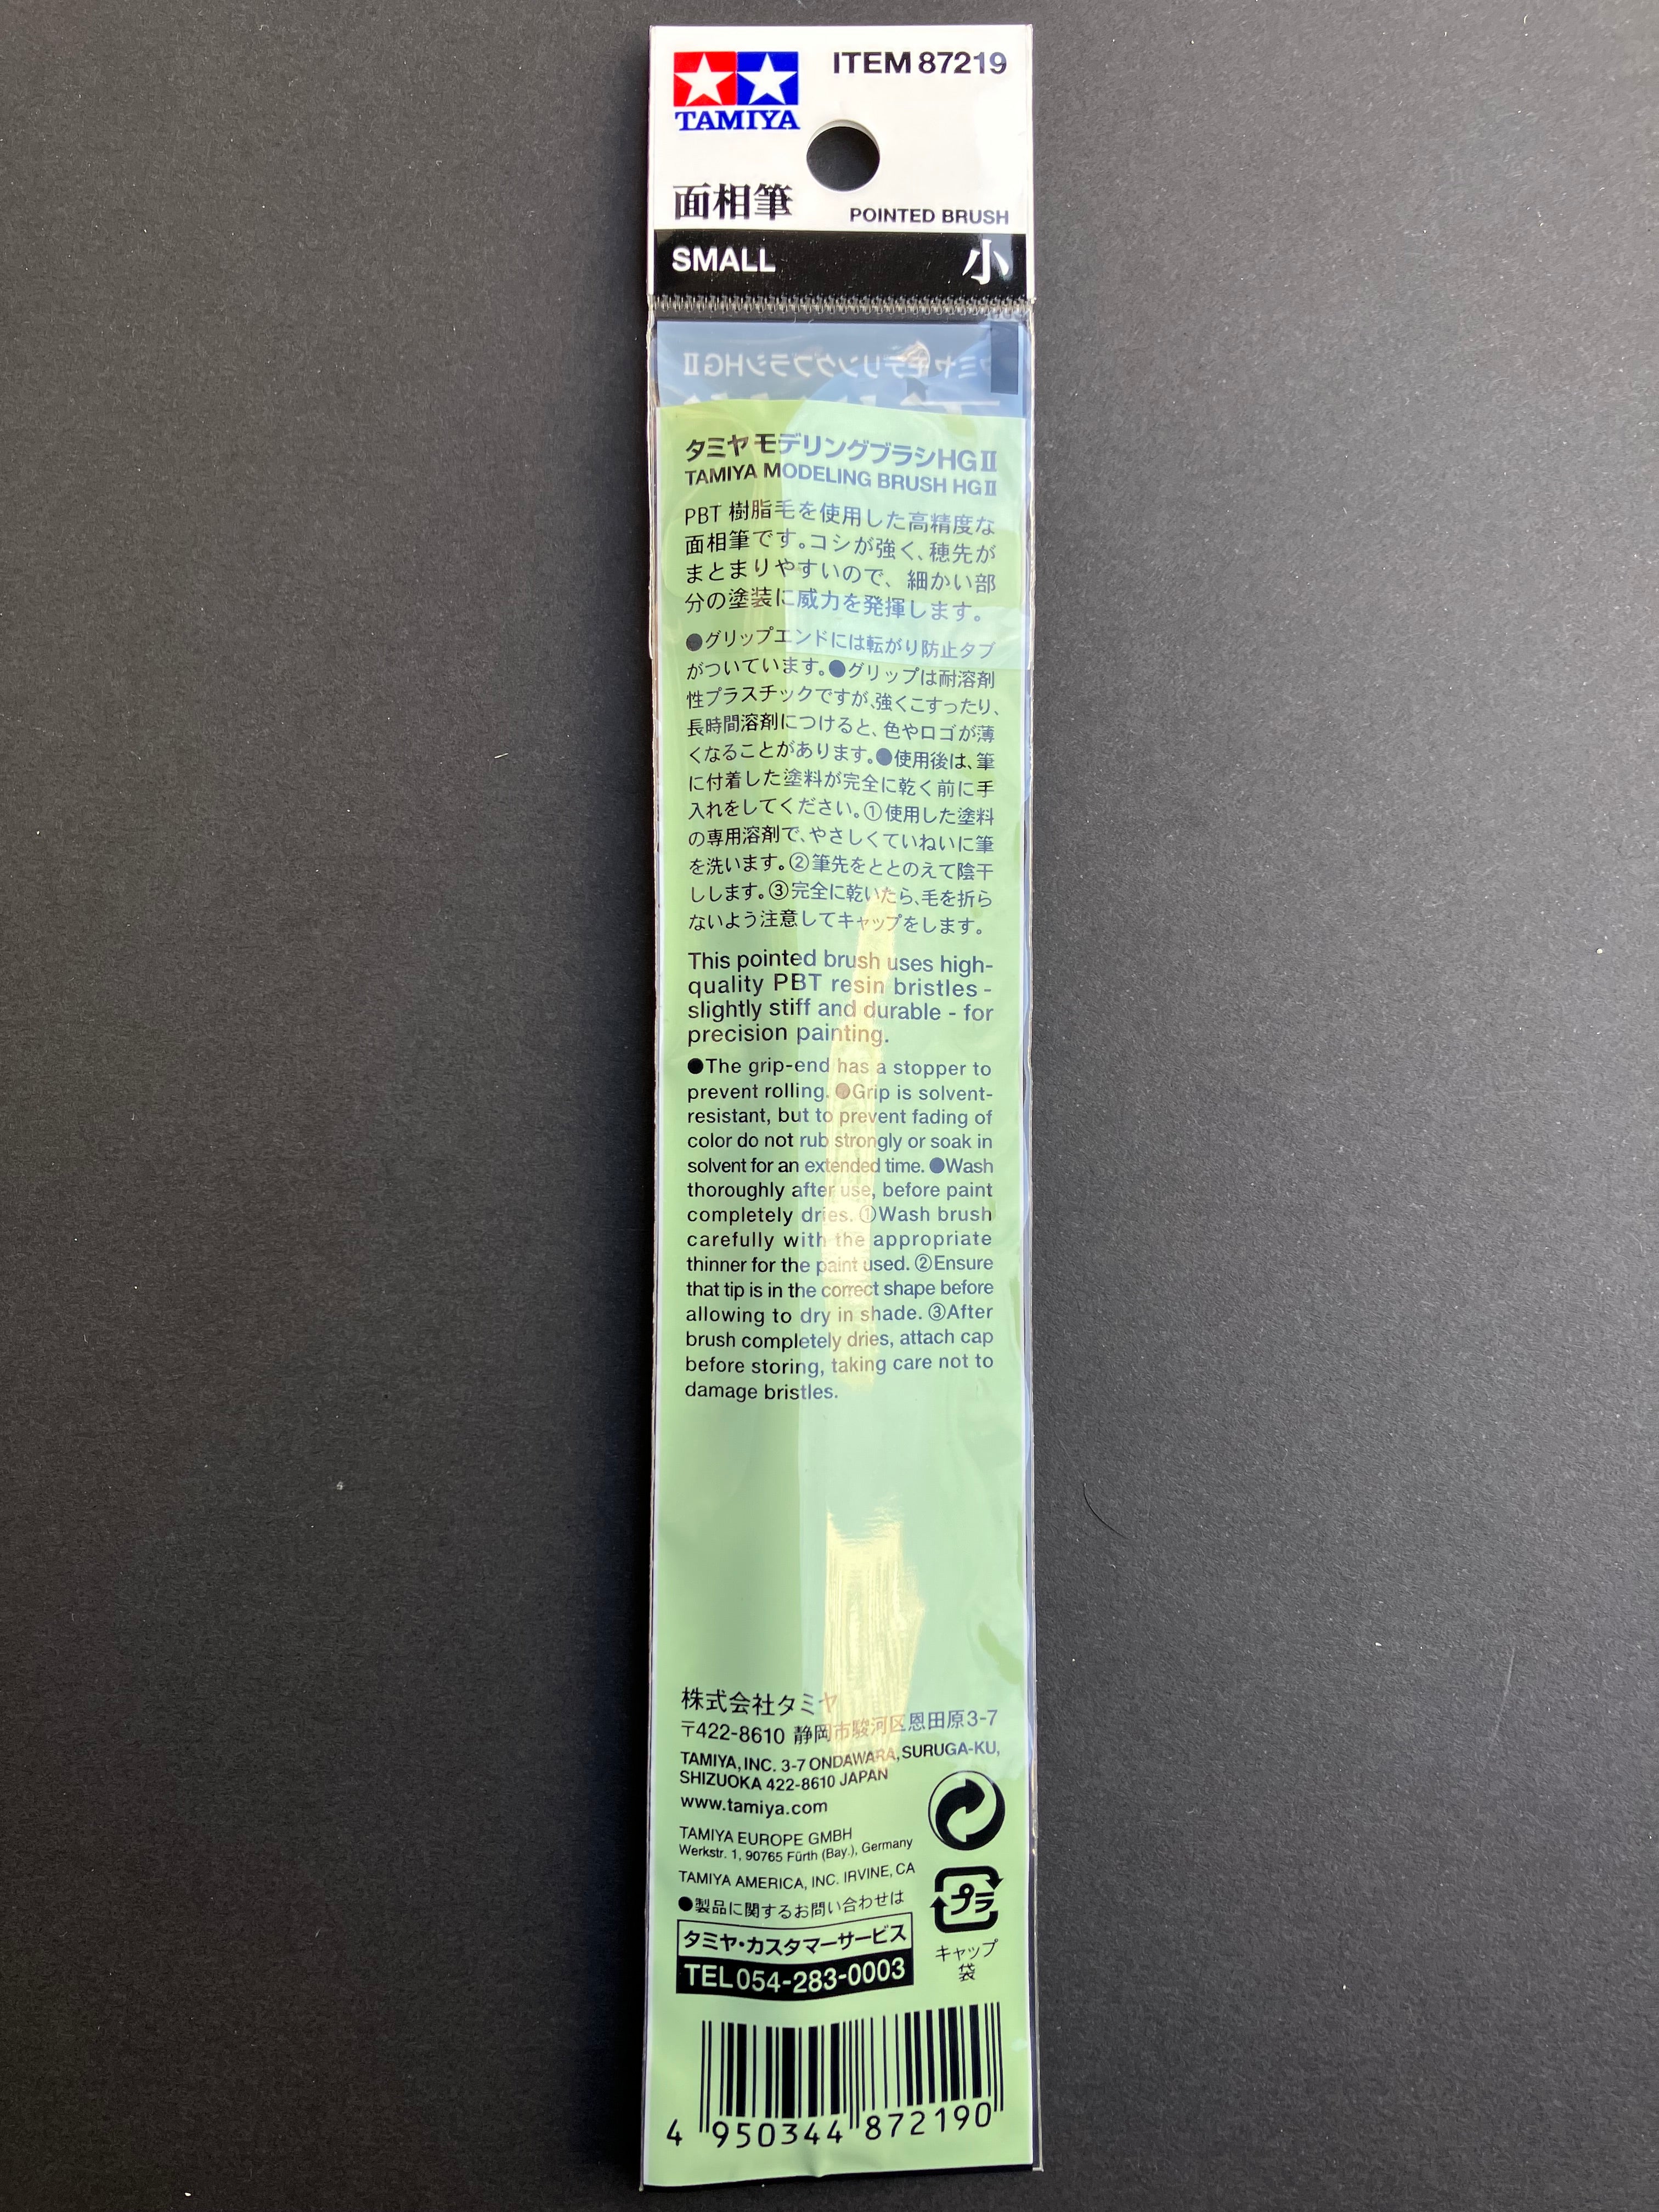 ITEM 87219
TAMIYA
面相筆
POINTED BRUSH
SMALL 小
タミヤモデリングブラシHGⅡ
タミヤ モデリングブラシHGⅡ
TAMIYA MODELING BRUSH HGⅡ
PBT 樹脂毛を使用した高精度な
面相筆です。コシが強く、穂先が
まとまりやすいので、細かい部
分の塗装に威力を発揮します。
●グリップエンドには転がり防止タブ
がついています。●グリップは耐溶剤
性プラスチックですが、強くこすったり、
長時間溶剤につけると、色やロゴが薄
くなることがあります。●使用後は、筆
に付着した塗料が完全に乾く前に手
入れをしてください。①使用した塗料
の専用溶剤で、やさしくていねいに筆
を洗います。②筆先をととのえて陰干
しします。③完全に乾いたら、毛を折ら
ないよう注意してキャップをします。
This pointed brush uses high-
quality PBT resin bristles -
slightly stiff and durable - for
precision painting.
●The grip-end has a stopper to
prevent rolling. ●Grip is solvent-
resistant, but to prevent fading of
color do not rub strongly or soak in
solvent for an extended time. ●Wash
thoroughly after use, before paint
completely dries. ①Wash brush
carefully with the appropriate
thinner for the paint used. ②Ensure
that tip is in the correct shape before
allowing to dry in shade. ③After
brush completely dries, attach cap
before storing, taking care not to
damage bristles.
株式会社タミヤ
〒422-8610 静岡市駿河区恩田原3-7
TAMIYA, INC. 3-7 ONDAWARA, SURUGA-KU,
SHIZUOKA 422-8610 JAPAN
www.tamiya.com
TAMIYA EUROPE GMBH
Werkstr. 1, 90765 Fürth (Bay.), Germany
TAMIYA AMERICA, INC. IRVINE, CA
●製品に関するお問い合わせは
タミヤ・カスタマーサービス
TEL 054-283-0003
プラ
キャップ
袋
4 950344 872190